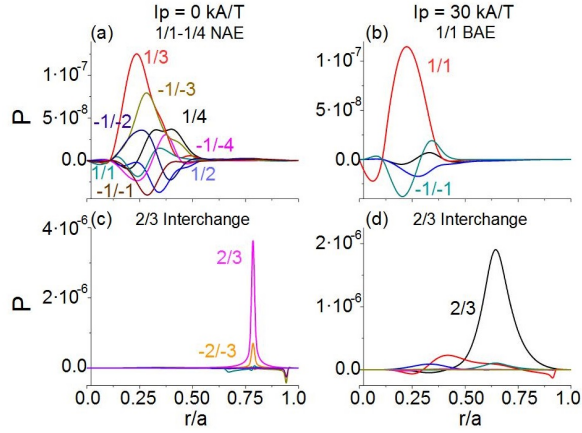 Ip = 0 kA/T
Ip = 30 kA/T
(a) 1/1-1/4 NAE
(b) 1/1 BAE
1·10⁻⁷
1/3
-1/-3
5·10⁻⁸
-1/-2
1/4
-1/-4
0.0
1/1
1/2
-1/-1
P
1·10⁻⁷
1/1
5·10⁻⁸
0.0
-1/-1
(c) 2/3 Interchange
(d) 2/3 Interchange
6·10⁻⁶
4·10⁻⁶
2/3
2·10⁻⁶
-2/-3
0.0
P
0.0 0.25 0.50 0.75 1.0
r/a
2·10⁻⁶
2/3
1·10⁻⁶
0.0
0.0 0.25 0.50 0.75 1.0
r/a